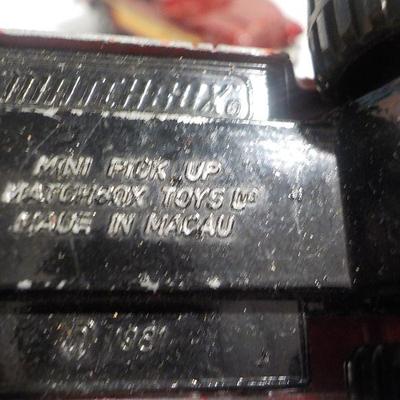 MATCHBOX®
MINI PICK UP
MATCHBOX TOYS LTD
MADE IN MACAU
© 1981